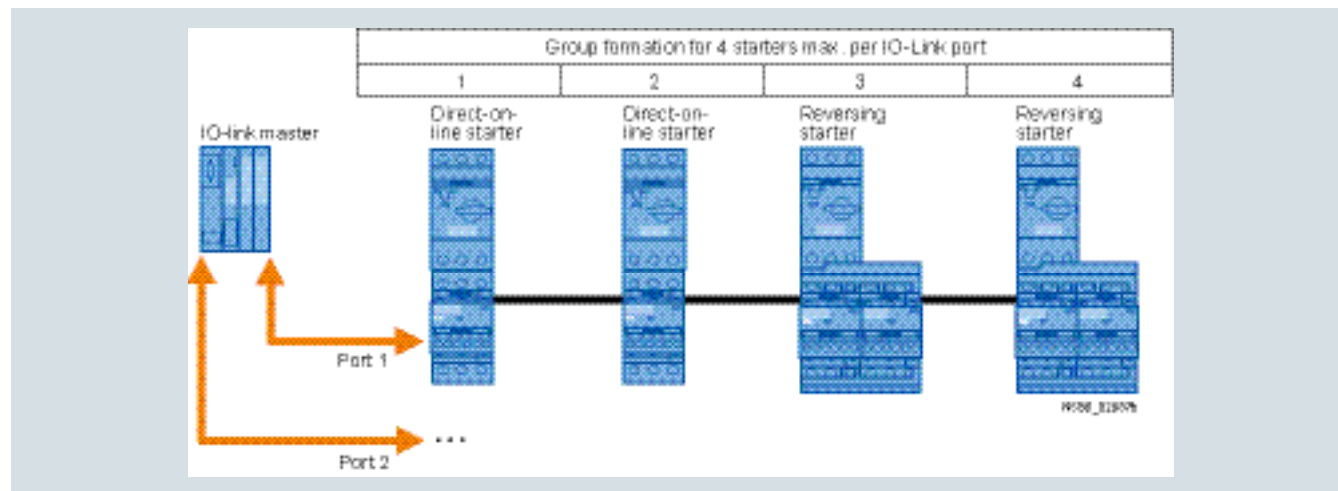 Group formation for 4 starters max. per IO-Link port
1 2 3 4
IO-link master
Direct-on-
line starter
Direct-on-
line starter
Reversing
starter
Reversing
starter
Port 1
...
Port 2